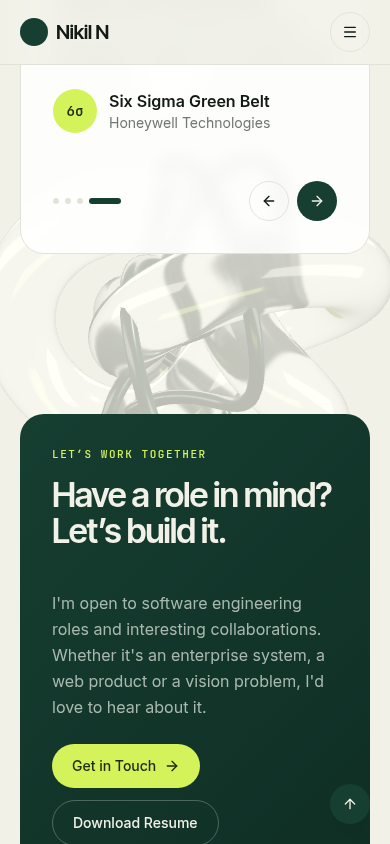 Nikil N
6σ
Six Sigma Green Belt
Honeywell Technologies
LET’S WORK TOGETHER
Have a role in mind?
Let’s build it.
I'm open to software engineering
roles and interesting collaborations.
Whether it's an enterprise system, a
web product or a vision problem, I'd
love to hear about it.
Get in Touch →
Download Resume